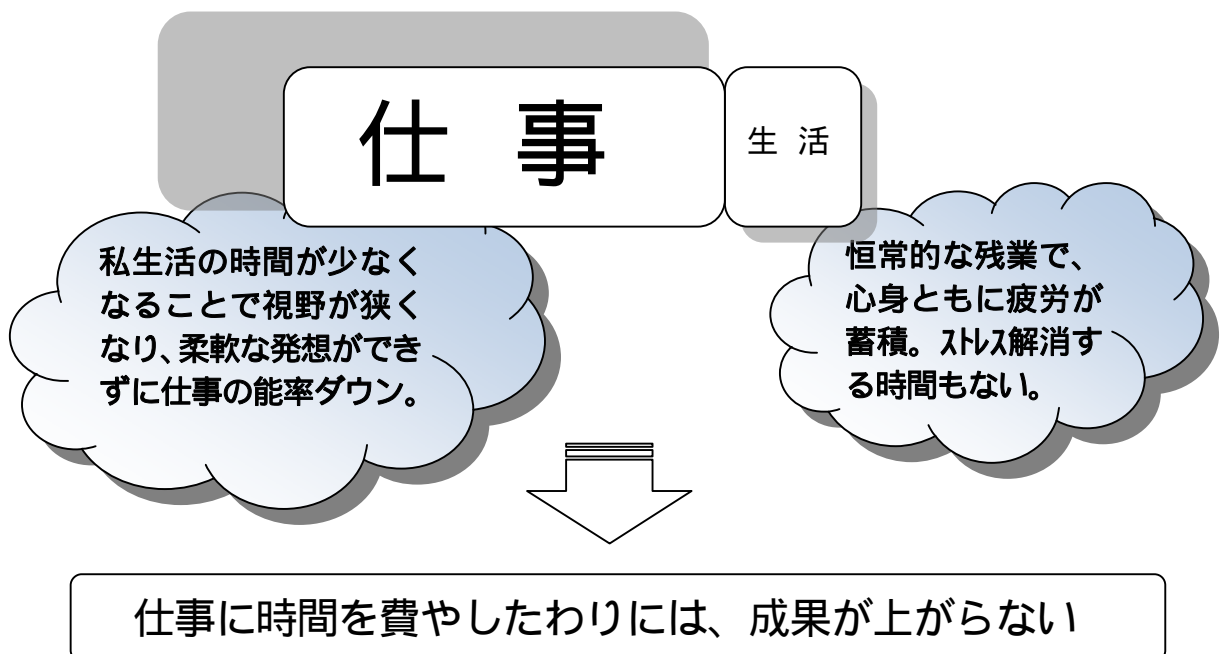 仕 事
生 活
私生活の時間が少なく
なることで視野が狭く
なり、柔軟な発想ができ
ずに仕事の能率ダウン。
恒常的な残業で、
心身ともに疲労が
蓄積。ｽﾄﾚｽ解消す
る時間もない。
仕事に時間を費やしたわりには、成果が上がらない